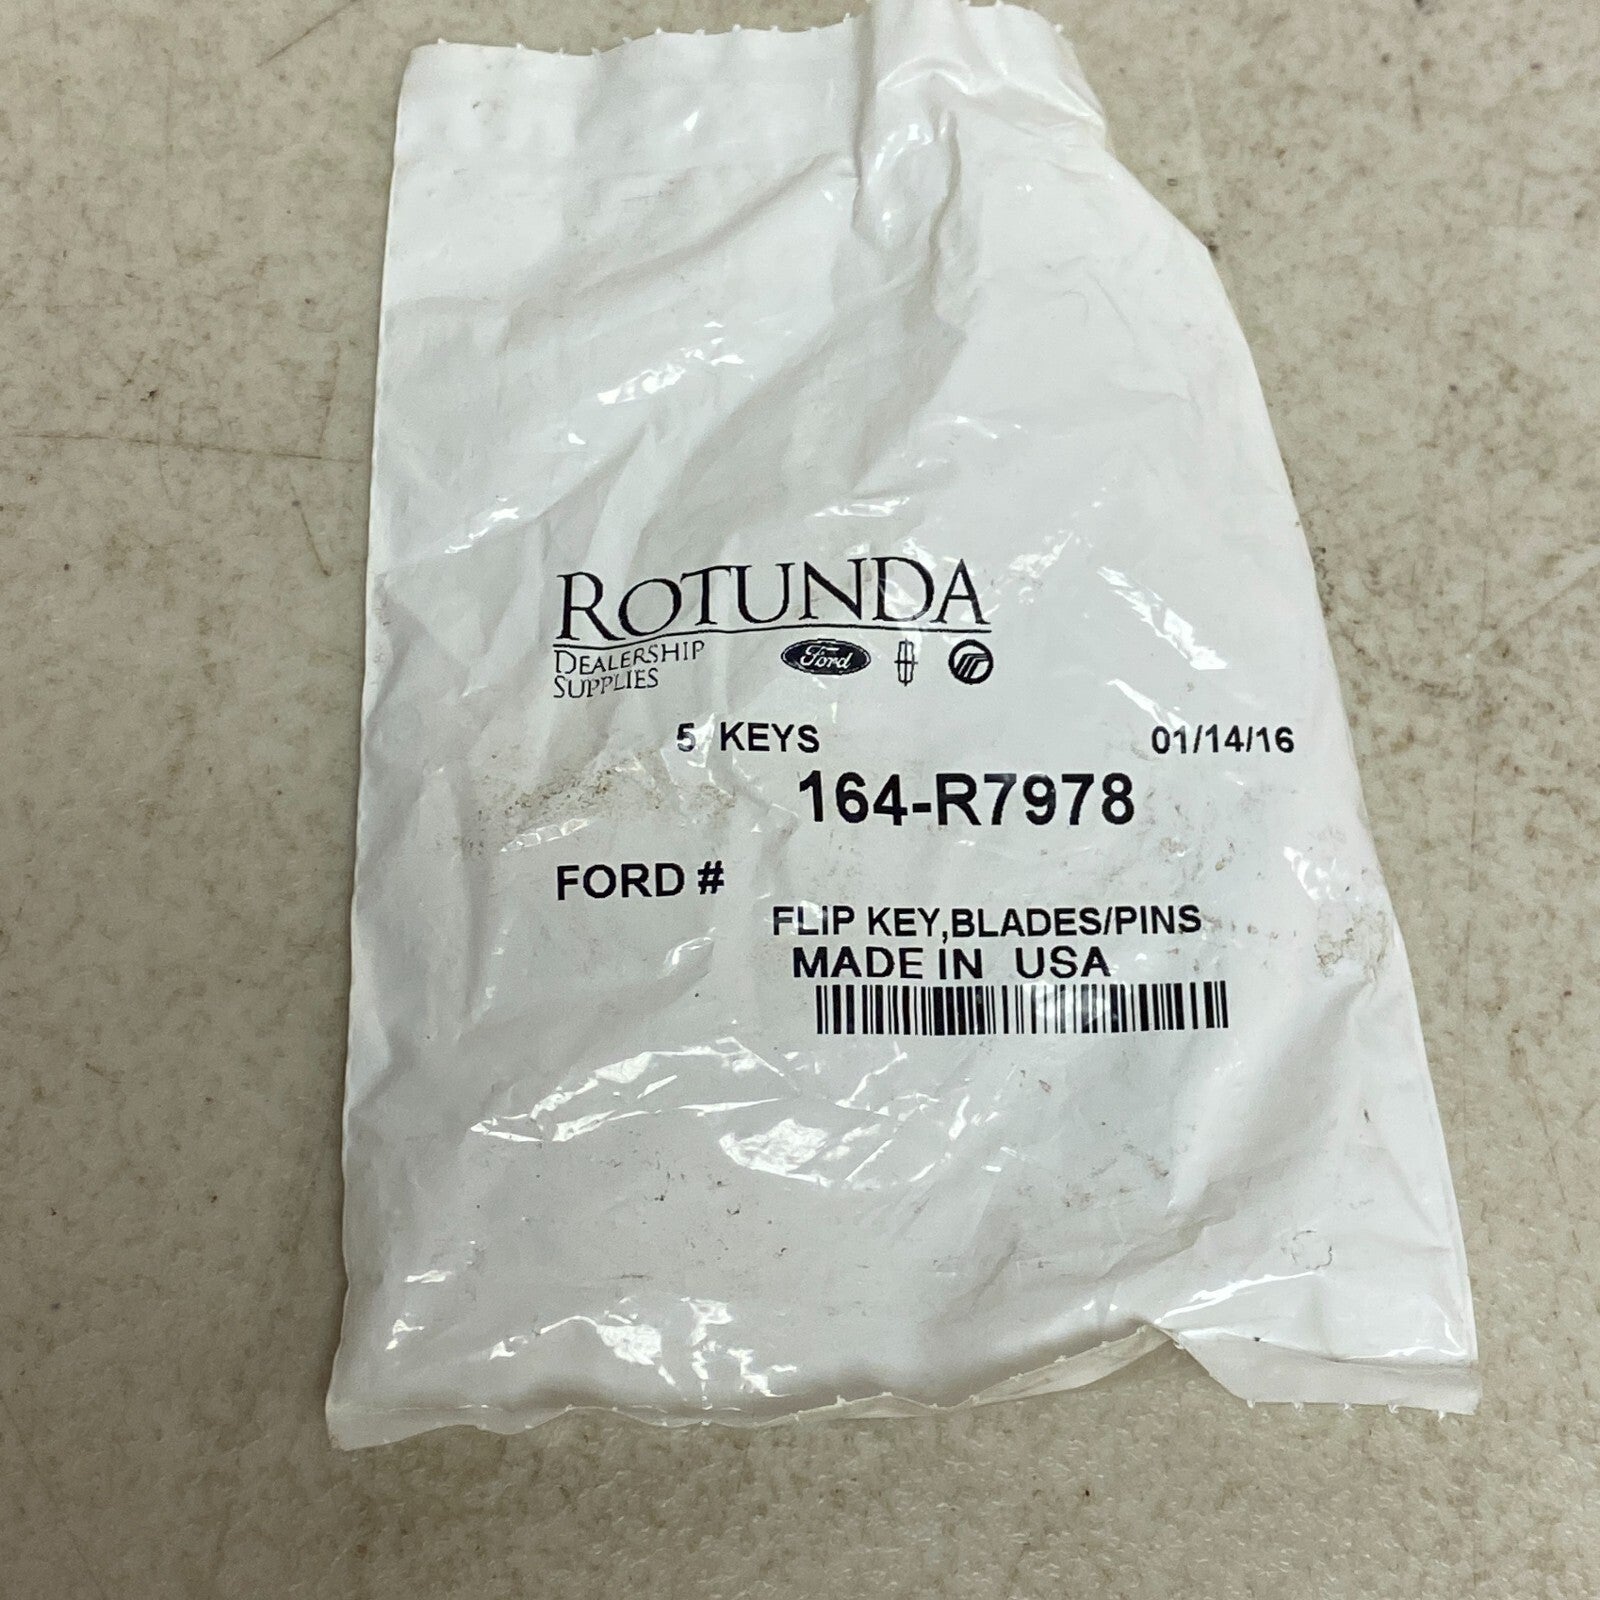 ROTUNDA
DEALERSHIP
SUPPLIES
Ford
5 KEYS 01/14/16
164-R7978
FORD #
FLIP KEY,BLADES/PINS
MADE IN USA